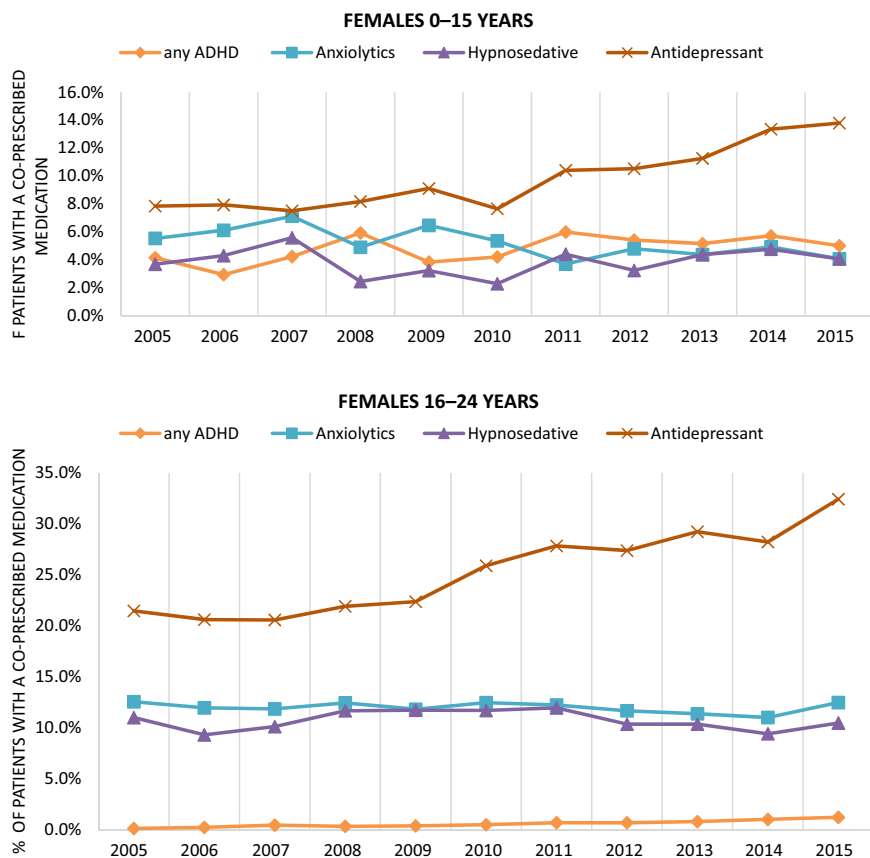 FEMALES 0–15 YEARS
any ADHD Anxiolytics Hypnosedative Antidepressant
F PATIENTS WITH A CO-PRESCRIBED
MEDICATION
16.0%
14.0%
12.0%
10.0%
8.0%
6.0%
4.0%
2.0%
0.0%
2005 2006 2007 2008 2009 2010 2011 2012 2013 2014 2015
FEMALES 16–24 YEARS
any ADHD Anxiolytics Hypnosedative Antidepressant
% OF PATIENTS WITH A CO-PRESCRIBED MEDICATION
35.0%
30.0%
25.0%
20.0%
15.0%
10.0%
5.0%
0.0%
2005 2006 2007 2008 2009 2010 2011 2012 2013 2014 2015